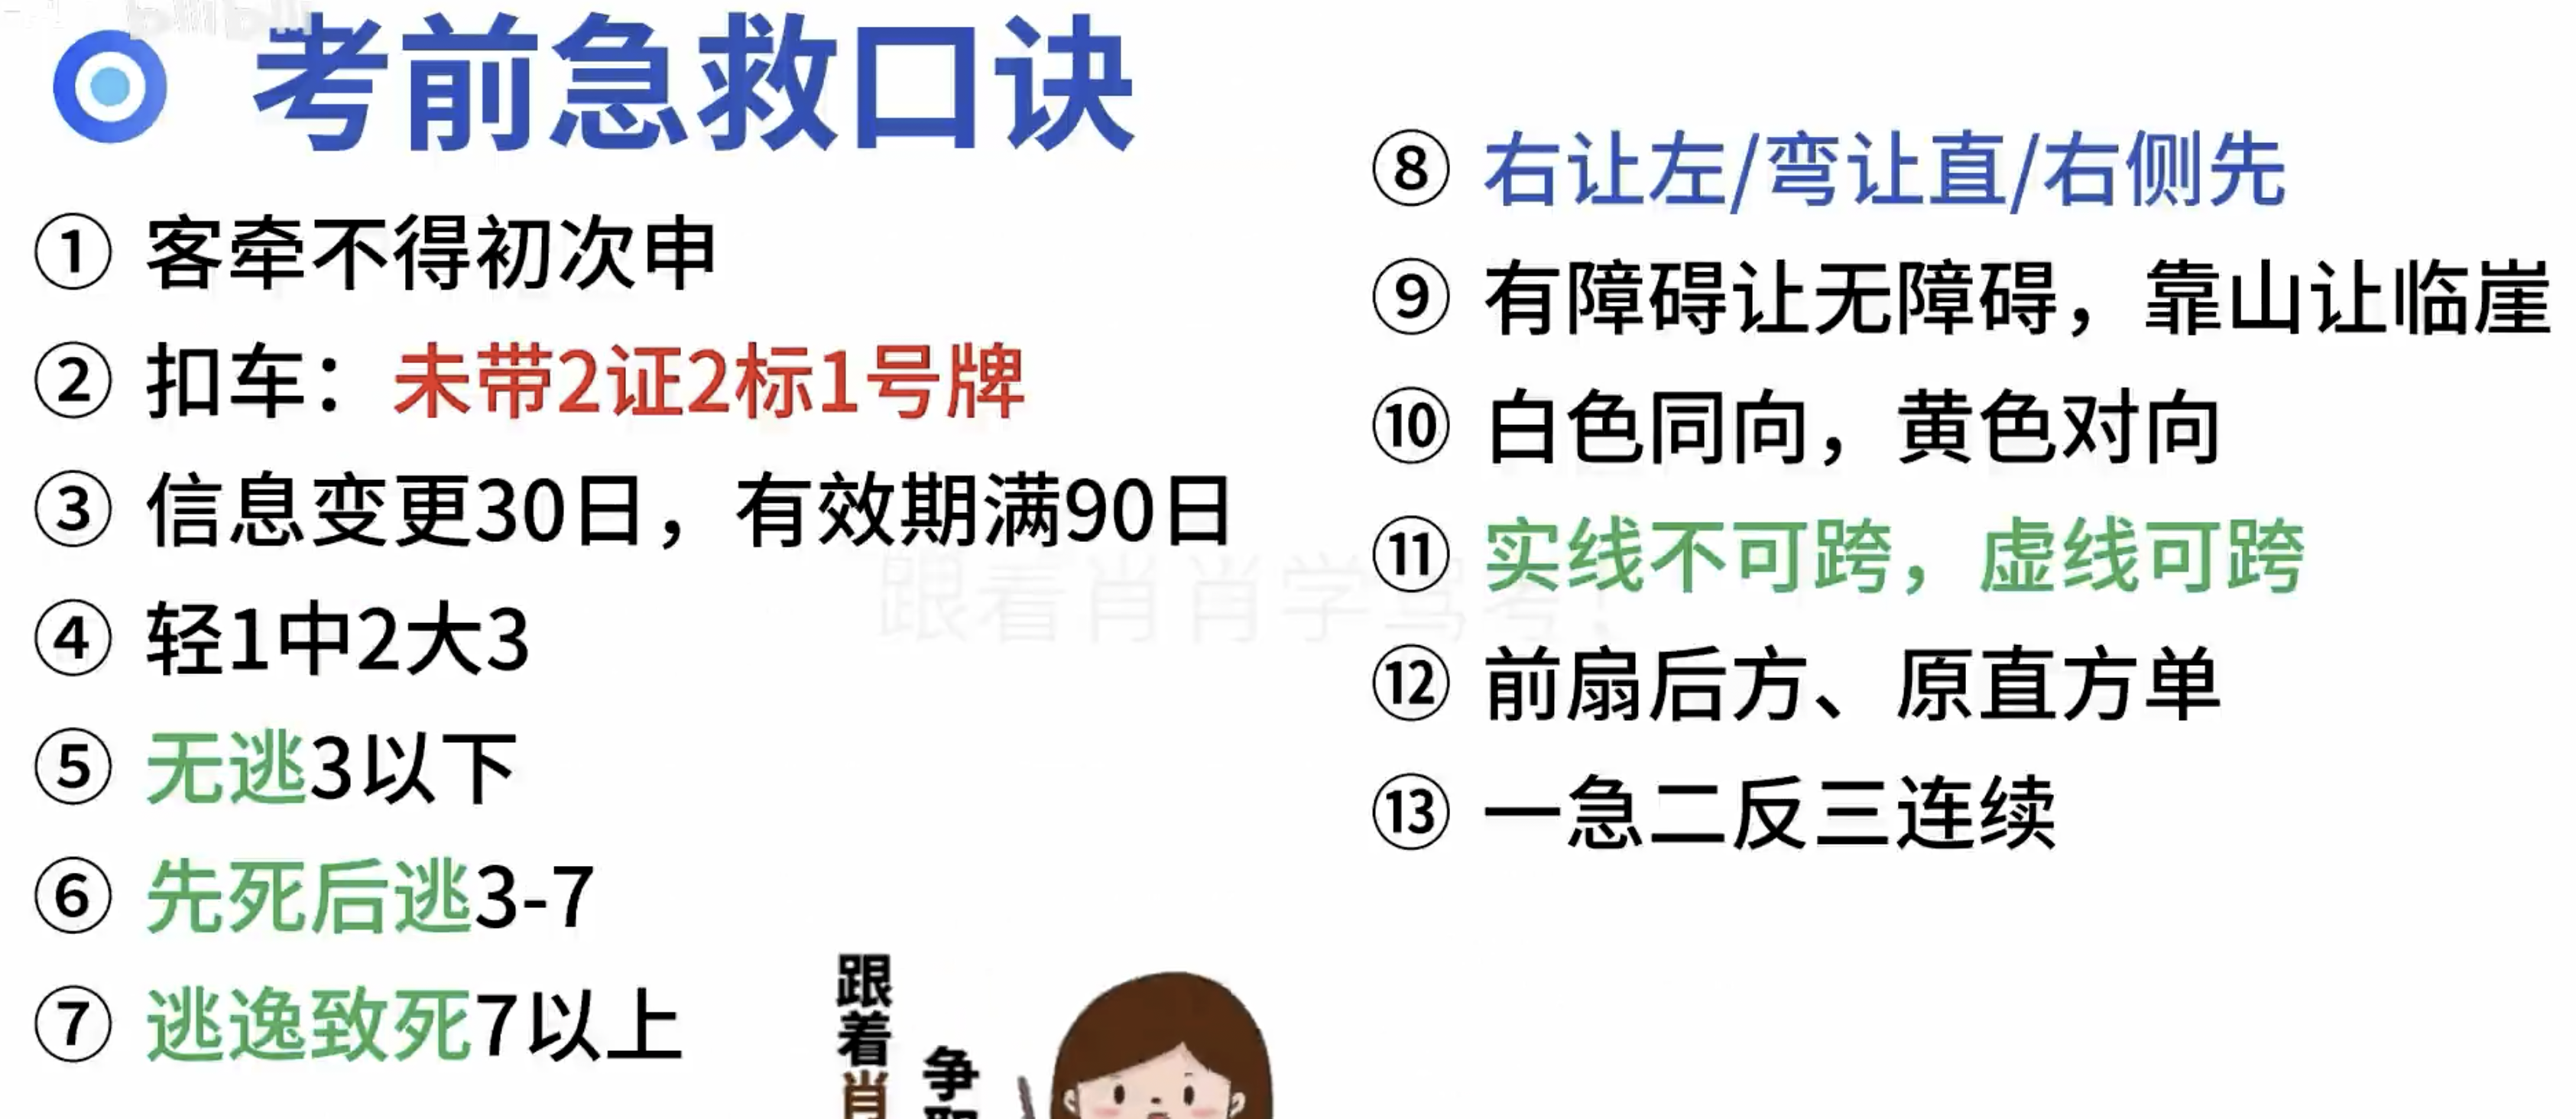 考前急救口诀
① 客牵不得初次申
② 扣车：未带2证2标1号牌
③ 信息变更30日，有效期满90日
④ 轻1中2大3
⑤ 无逃3以下
⑥ 先死后逃3-7
⑦ 逃逸致死7以上
⑧ 右让左/弯让直/右侧先
⑨ 有障碍让无障碍，靠山让临崖
⑩ 白色同向，黄色对向
⑪ 实线不可跨，虚线可跨
⑫ 前扇后方、原直方单
⑬ 一急二反三连续
跟着肖肖学驾考！
跟着肖
争